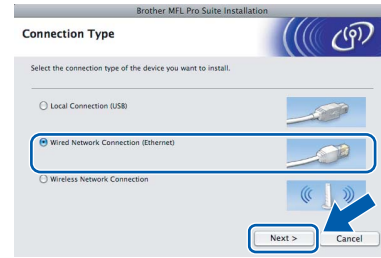 Brother MFL Pro Suite Installation
Connection Type
Select the connection type of the device you want to install.
Local Connection (USB)
Wired Network Connection (Ethernet)
Wireless Network Connection
Next >
Cancel